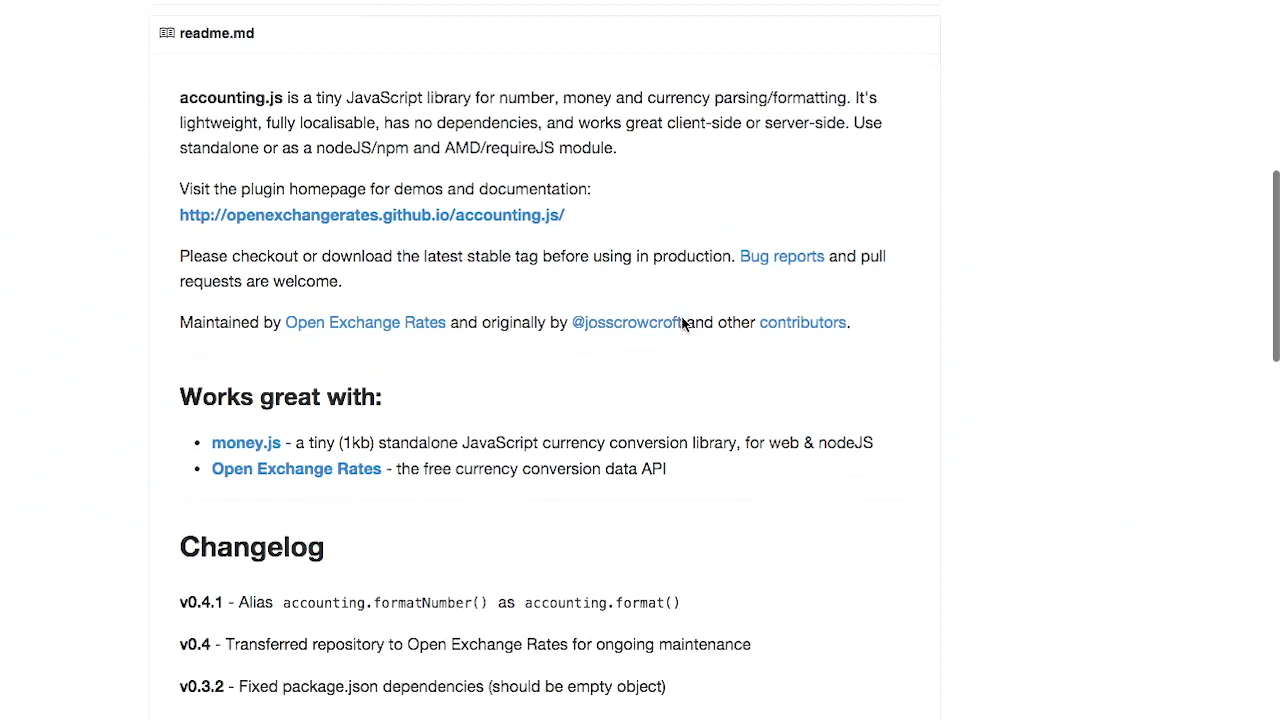 readme.md
accounting.js is a tiny JavaScript library for number, money and currency parsing/formatting. It's
lightweight, fully localisable, has no dependencies, and works great client-side or server-side. Use
standalone or as a nodeJS/npm and AMD/requireJS module.
Visit the plugin homepage for demos and documentation:
http://openexchangerates.github.io/accounting.js/
Please checkout or download the latest stable tag before using in production. Bug reports and pull
requests are welcome.
Maintained by Open Exchange Rates and originally by @josscrowcroft and other contributors.
Works great with:
• money.js - a tiny (1kb) standalone JavaScript currency conversion library, for web & nodeJS
• Open Exchange Rates - the free currency conversion data API
Changelog
v0.4.1 - Alias accounting.formatNumber() as accounting.format()
v0.4 - Transferred repository to Open Exchange Rates for ongoing maintenance
v0.3.2 - Fixed package.json dependencies (should be empty object)